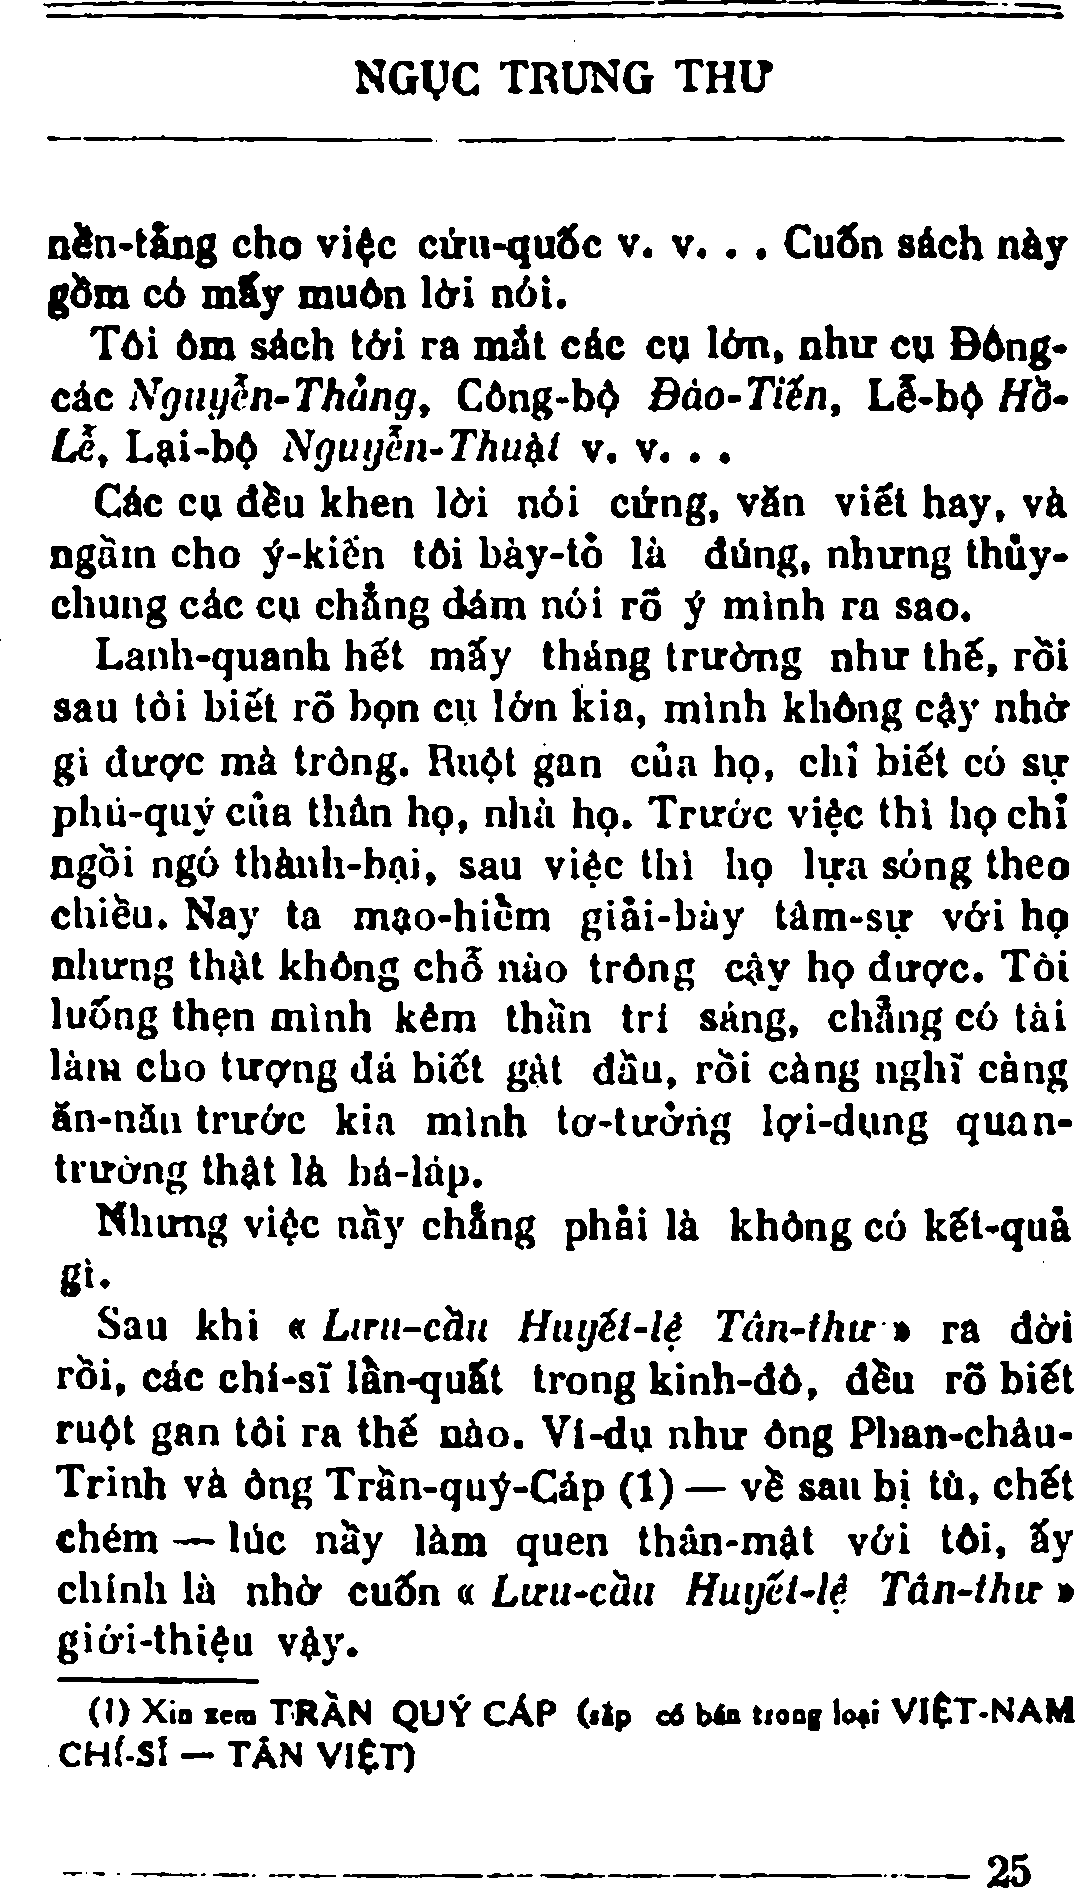 NGỤC TRUNG THƯ
nền-tẳng cho việc cứu-quốc v. v. . . Cuốn sách này
gồm có mấy muôn lời nói.
Tôi ôm sách tới ra mắt các cụ lớn, như cụ Đông-
các Nguyễn-Thảng, Công-bộ Đào-Tiến, Lễ-bộ Hồ-
Lễ, Lại-bộ Nguyễn-Thuật v. v. . .
Các cụ đều khen lời nói cứng, văn viết hay, và
ngầm cho ý-kiến tôi bày-tỏ là đúng, nhưng thủy-
chung các cụ chẳng dám nói rõ ý mình ra sao.
Lanh-quanh hết mấy tháng trường như thế, rồi
sau tôi biết rõ bọn cụ lớn kia, mình không cậy nhờ
gì được mà trông. Ruột gan của họ, chỉ biết có sự
phú-quý của thân họ, nhà họ. Trước việc thì họ chỉ
ngồi ngó thành-bại, sau việc thì họ lựa sóng theo
chiều. Nay ta mạo-hiểm giải-bày tâm-sự với họ
nhưng thật không chỗ nào trông cậy họ được. Tôi
luống thẹn mình kém thần trí sáng, chẳng có tài
làm cho tượng đá biết gật đầu, rồi càng nghĩ càng
ăn-năn trước kia mình tơ-tưởng lợi-dụng quan-
trường thật là bá-láp.
Nhưng việc nầy chẳng phải là không có kết-quả
gì.
Sau khi « Lưu-cầu Huyết-lệ Tân-thư » ra đời
rồi, các chí-sĩ lần-quất trong kinh-đô, đều rõ biết
ruột gan tôi ra thế nào. Ví-dụ như ông Phan-châu-
Trinh và ông Trần-quý-Cáp (1) — về sau bị tù, chết
chém — lúc nầy làm quen thân-mật với tôi, ấy
chính là nhờ cuốn « Lưu-cầu Huyết-lệ Tân-thư »
giới-thiệu vậy.
(1) Xin xem TRẦN QUÝ CÁP (sắp có bán trong loại VIỆT-NAM
CHÍ-SĨ — TÂN VIỆT)
25